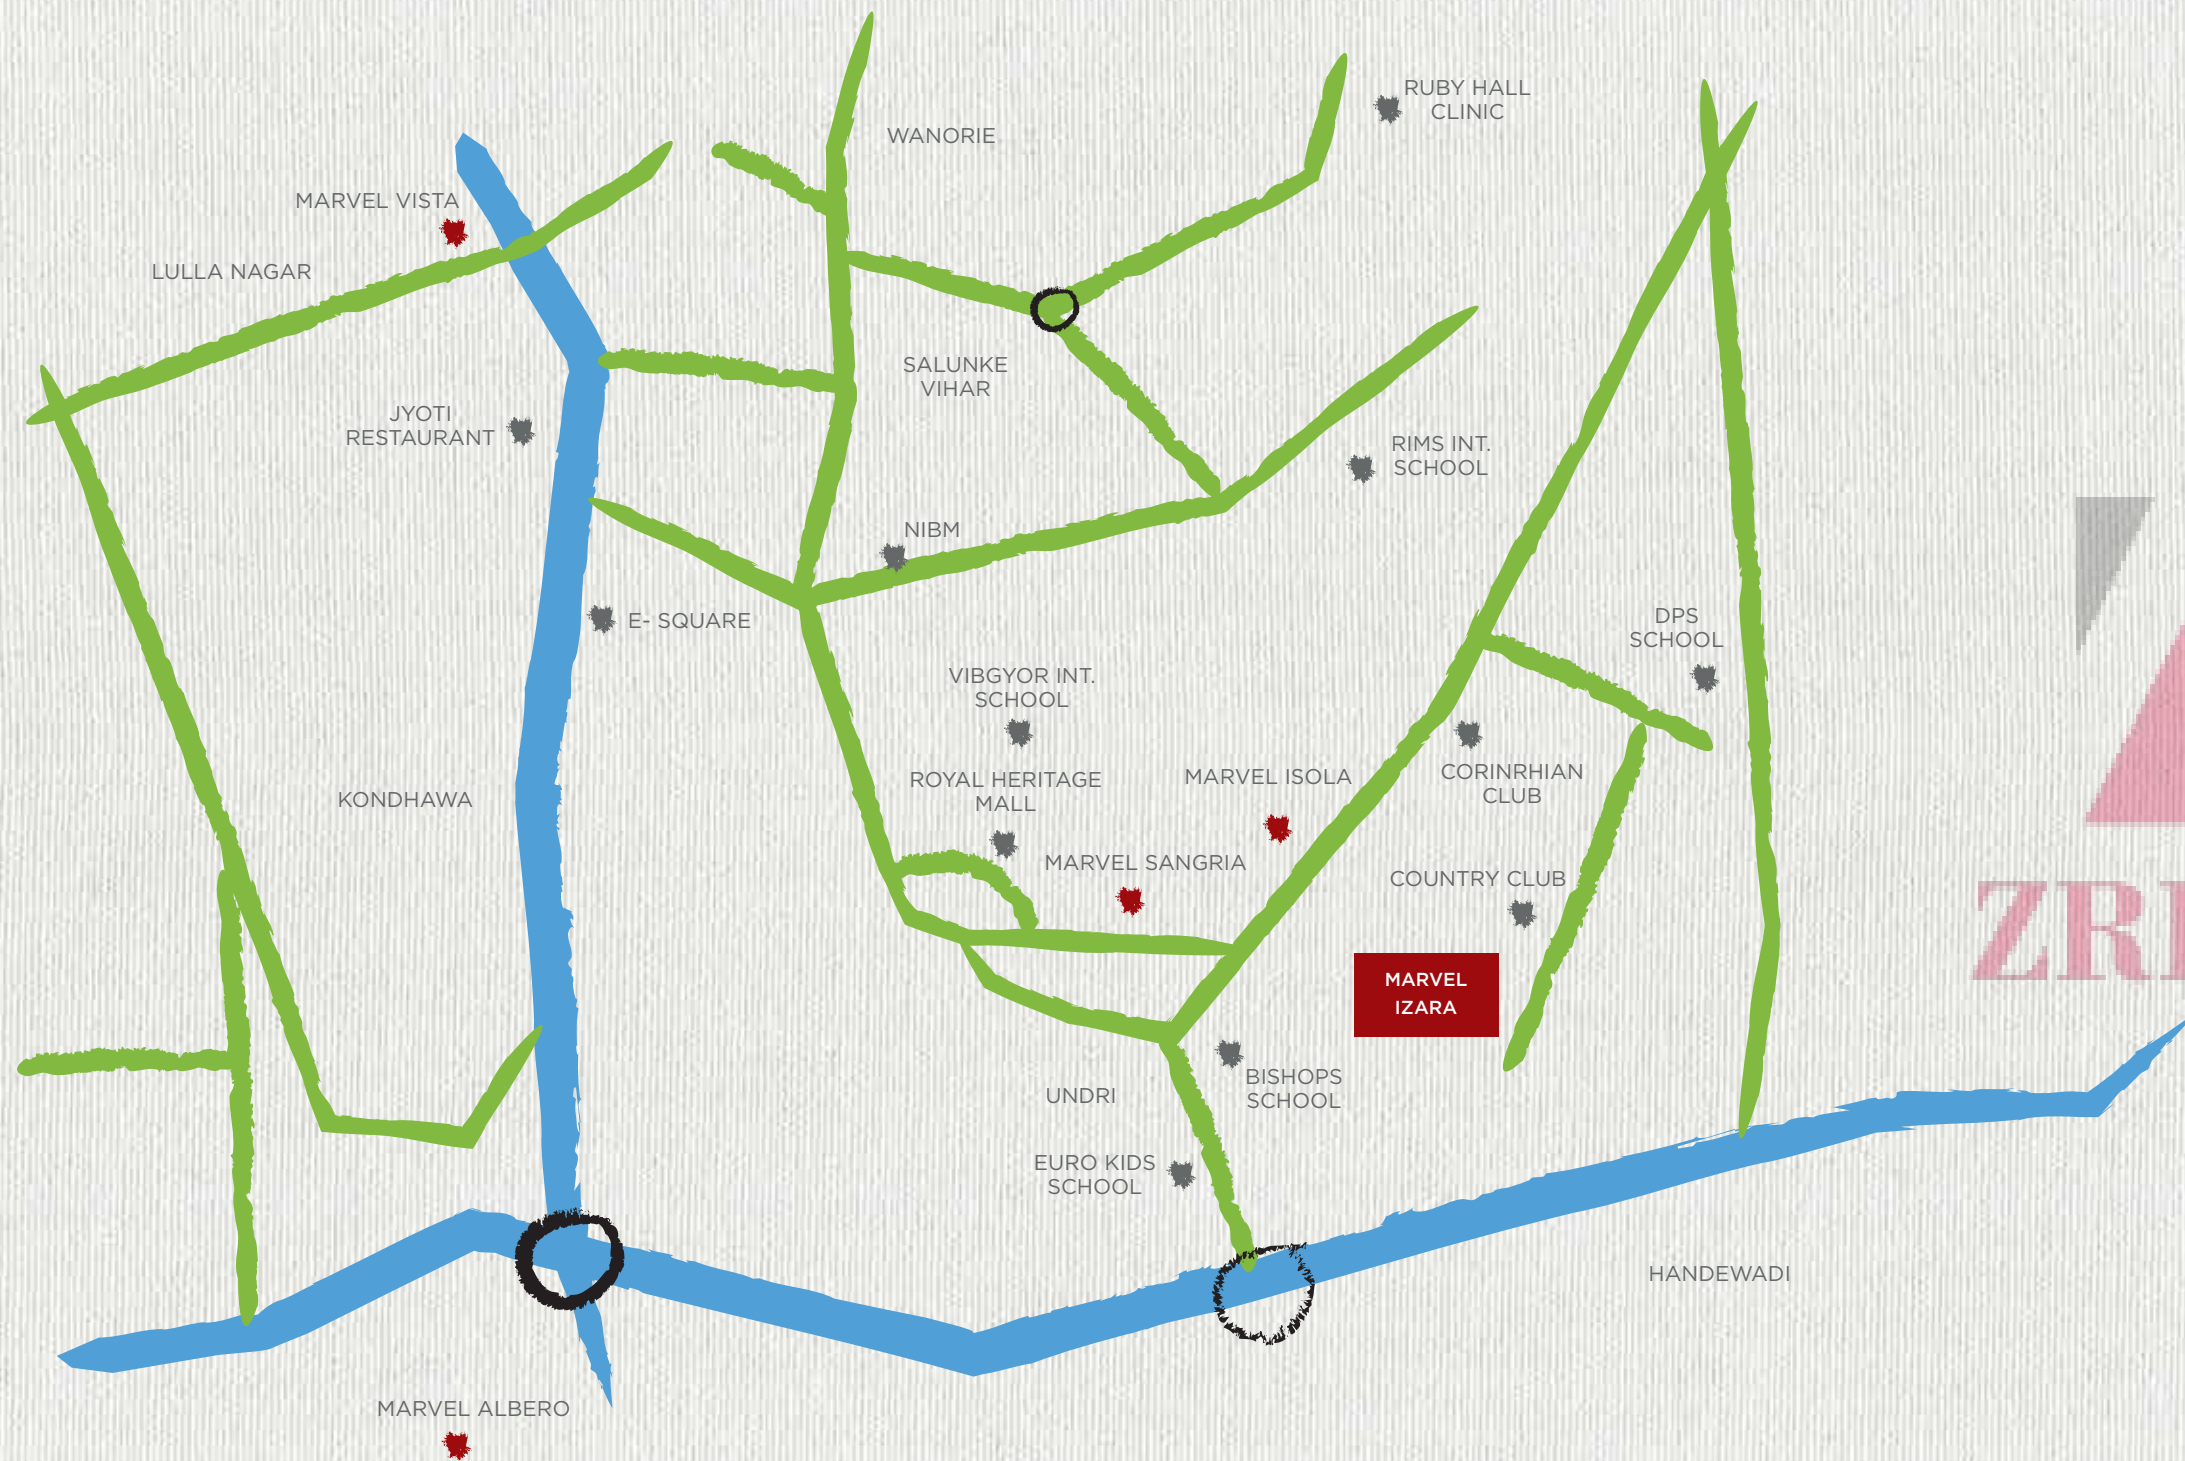 RUBY HALL
CLINIC
WANORIE
MARVEL VISTA
LULLA NAGAR
SALUNKE
VIHAR
JYOTI
RESTAURANT
RIMS INT.
SCHOOL
NIBM
E- SQUARE
DPS
SCHOOL
VIBGYOR INT.
SCHOOL
ROYAL HERITAGE
MALL
MARVEL ISOLA
CORINRHIAN
CLUB
KONDHAWA
MARVEL SANGRIA
COUNTRY CLUB
MARVEL
IZARA
BISHOPS
SCHOOL
UNDRI
EURO KIDS
SCHOOL
HANDEWADI
MARVEL ALBERO